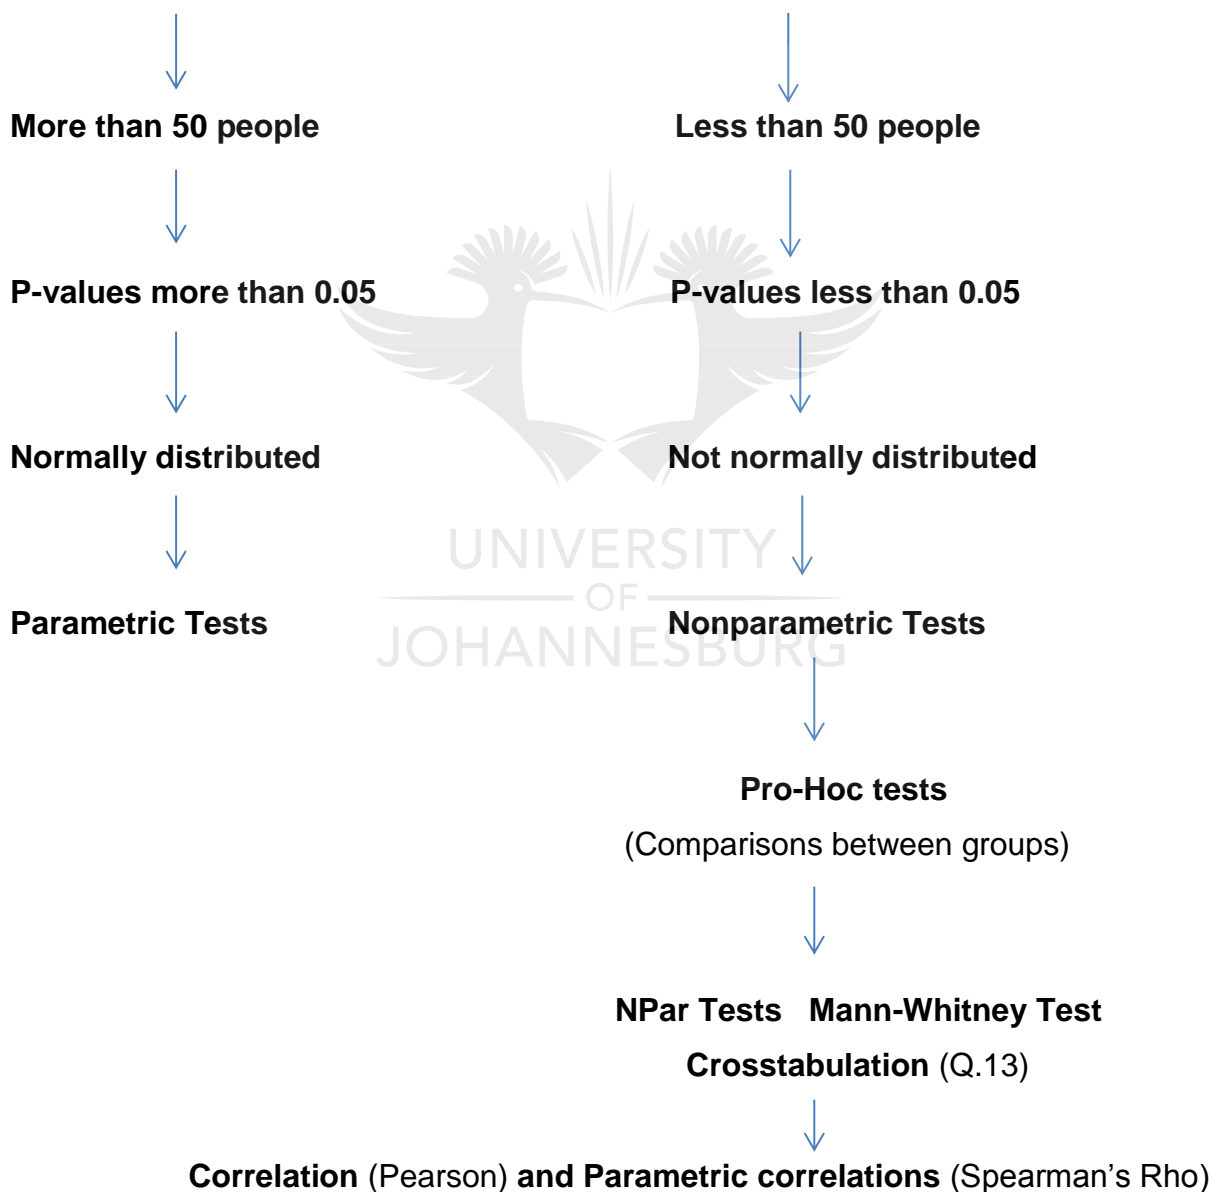 More than 50 people
Less than 50 people
P-values more than 0.05
P-values less than 0.05
Normally distributed
Not normally distributed
UNIVERSITY
OF
JOHANNESBURG
Parametric Tests
Nonparametric Tests
Pro-Hoc tests
(Comparisons between groups)
NPar Tests Mann-Whitney Test
Crosstabulation (Q.13)
Correlation (Pearson) and Parametric correlations (Spearman's Rho)